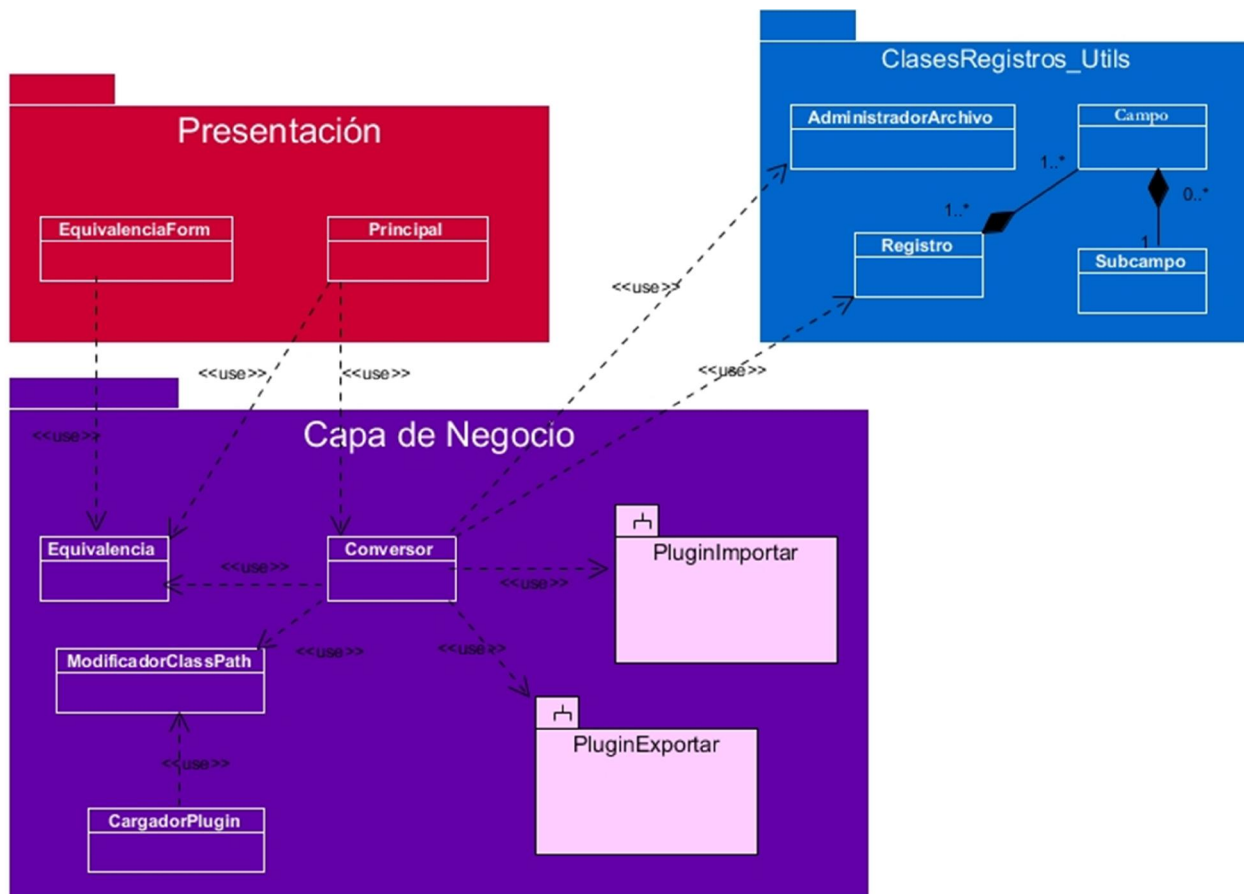 ClasesRegistros_Utils
AdministradorArchivo
Campo
1..*
0..*
1..*
1
Registro
Subcampo
Presentación
EquivalenciaForm
Principal
<<use>>
<<use>>
<<use>>
<<use>>
<<use>>
Capa de Negocio
Equivalencia
Conversor
PluginImportar
<<use>>
<<use>>
<<use>>
<<use>>
ModificadorClassPath
PluginExportar
<<use>>
CargadorPlugin